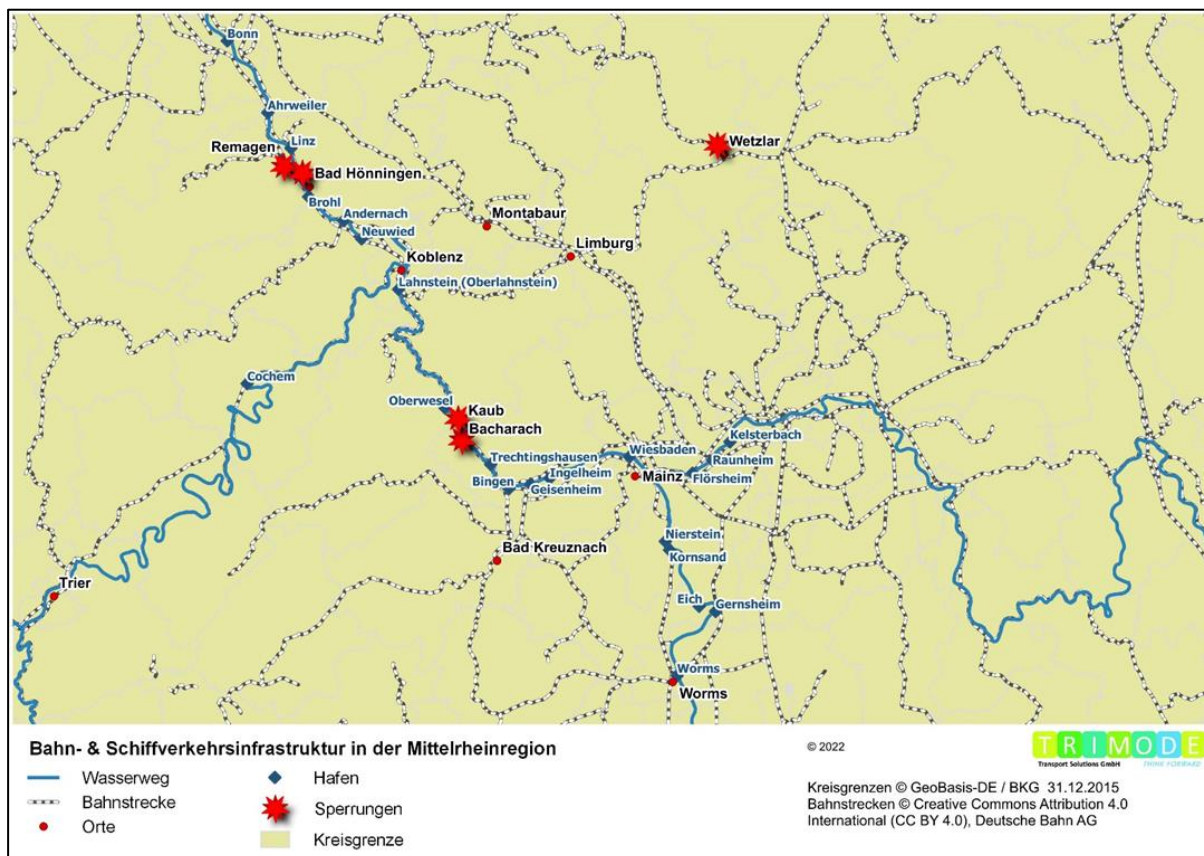 Bonn
Ahrweiler
Linz
Remagen
Bad Hönningen
Brohl
Andernach
Neuwied
Koblenz
Lahnstein (Oberlahnstein)
Montabaur
Limburg
Wetzlar
Cochem
Oberwesel
Kaub
Bacharach
Trechtingshausen
Bingen
Geisenheim
Ingelheim
Wiesbaden
Mainz
Flörsheim
Raunheim
Kelsterbach
Nierstein
Kornsand
Bad Kreuznach
Trier
Eich
Gernsheim
Worms
Worms
Bahn- & Schiffverkehrsinfrastruktur in der Mittelrheinregion
Wasserweg
Bahnstrecke
Orte
Hafen
Sperrungen
Kreisgrenze
© 2022
TRIMODE
Transport Solutions GmbH
THINK FORWARD
Kreisgrenzen © GeoBasis-DE / BKG 31.12.2015
Bahnstrecken © Creative Commons Attribution 4.0
International (CC BY 4.0), Deutsche Bahn AG